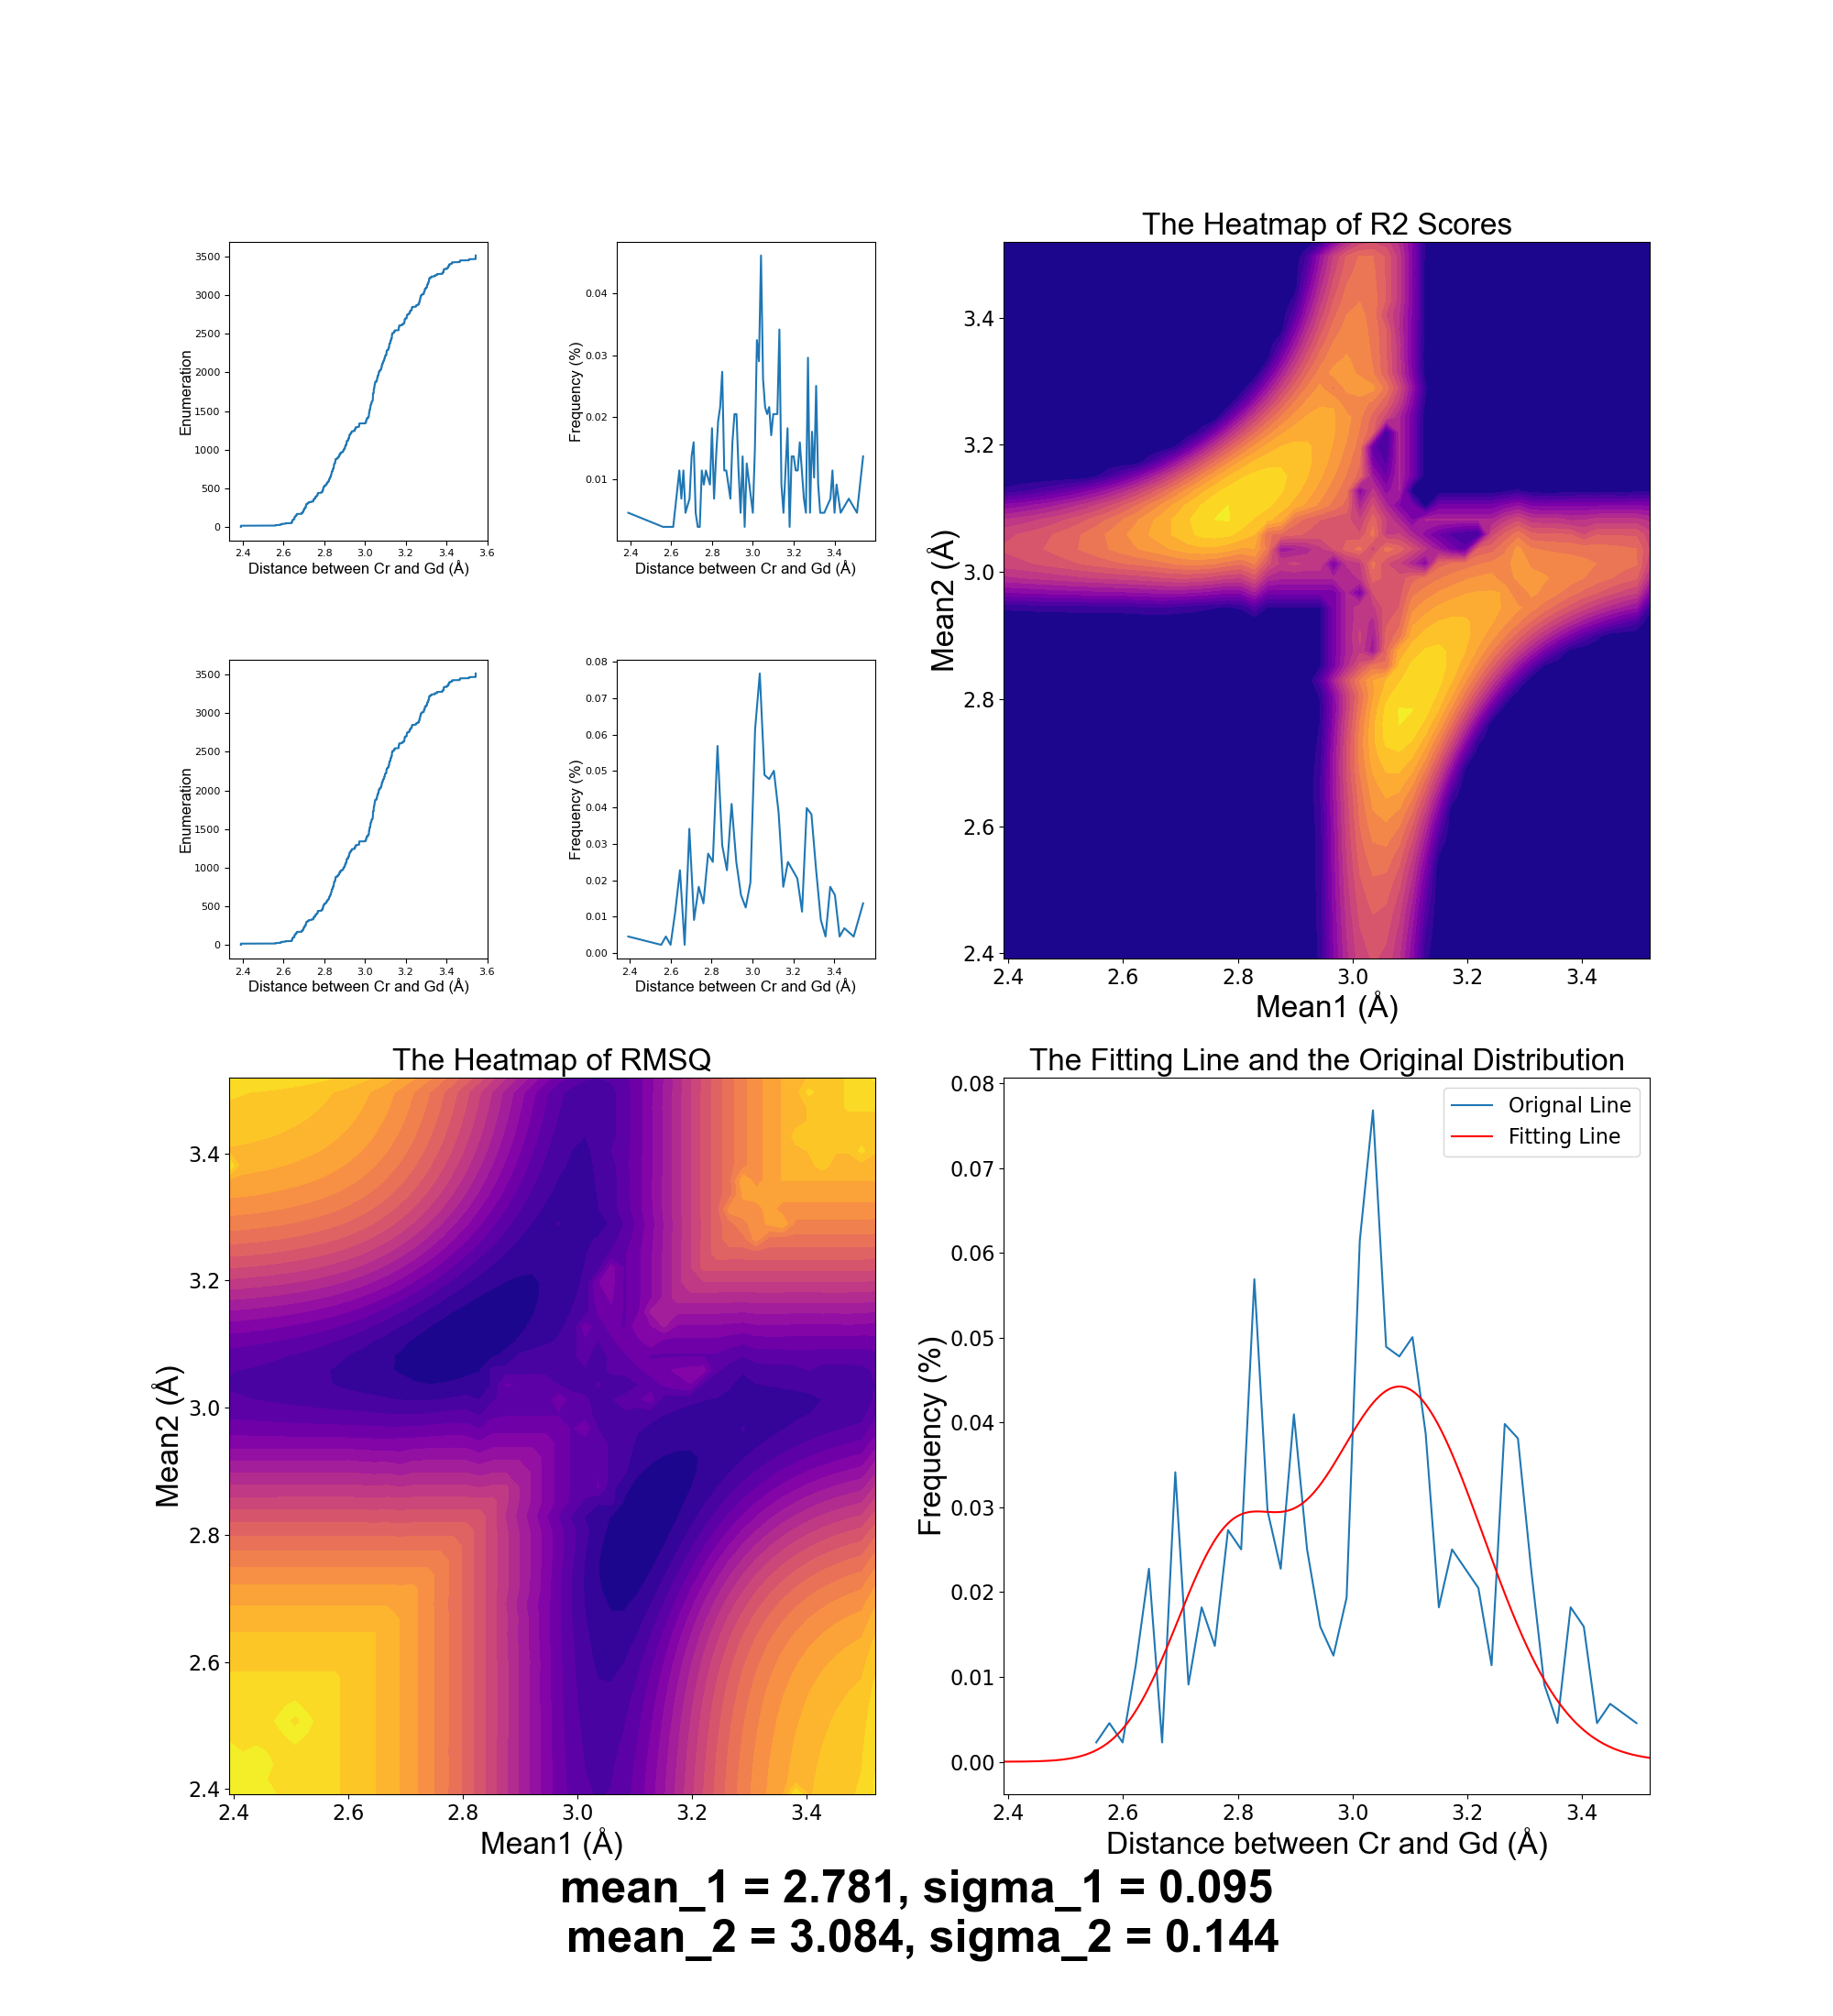 3500
3000
2500
2000
1500
1000
500
0
Enumeration
2.4 2.6 2.8 3.0 3.2 3.4 3.6
Distance between Cr and Gd (Å)
0.04
0.03
0.02
0.01
Frequency (%)
2.4 2.6 2.8 3.0 3.2 3.4
Distance between Cr and Gd (Å)
3500
3000
2500
2000
1500
1000
500
0
Enumeration
2.4 2.6 2.8 3.0 3.2 3.4 3.6
Distance between Cr and Gd (Å)
0.08
0.07
0.06
0.05
0.04
0.03
0.02
0.01
0.00
Frequency (%)
2.4 2.6 2.8 3.0 3.2 3.4
Distance between Cr and Gd (Å)
The Heatmap of R2 Scores
3.4
3.2
3.0
2.8
2.6
2.4
Mean2 (Å)
2.4 2.6 2.8 3.0 3.2 3.4
Mean1 (Å)
The Heatmap of RMSQ
3.4
3.2
3.0
2.8
2.6
2.4
Mean2 (Å)
2.4 2.6 2.8 3.0 3.2 3.4
Mean1 (Å)
The Fitting Line and the Original Distribution
0.08
0.07
0.06
0.05
0.04
0.03
0.02
0.01
0.00
Frequency (%)
Orignal Line
Fitting Line
2.4 2.6 2.8 3.0 3.2 3.4
Distance between Cr and Gd (Å)
mean_1 = 2.781, sigma_1 = 0.095
mean_2 = 3.084, sigma_2 = 0.144